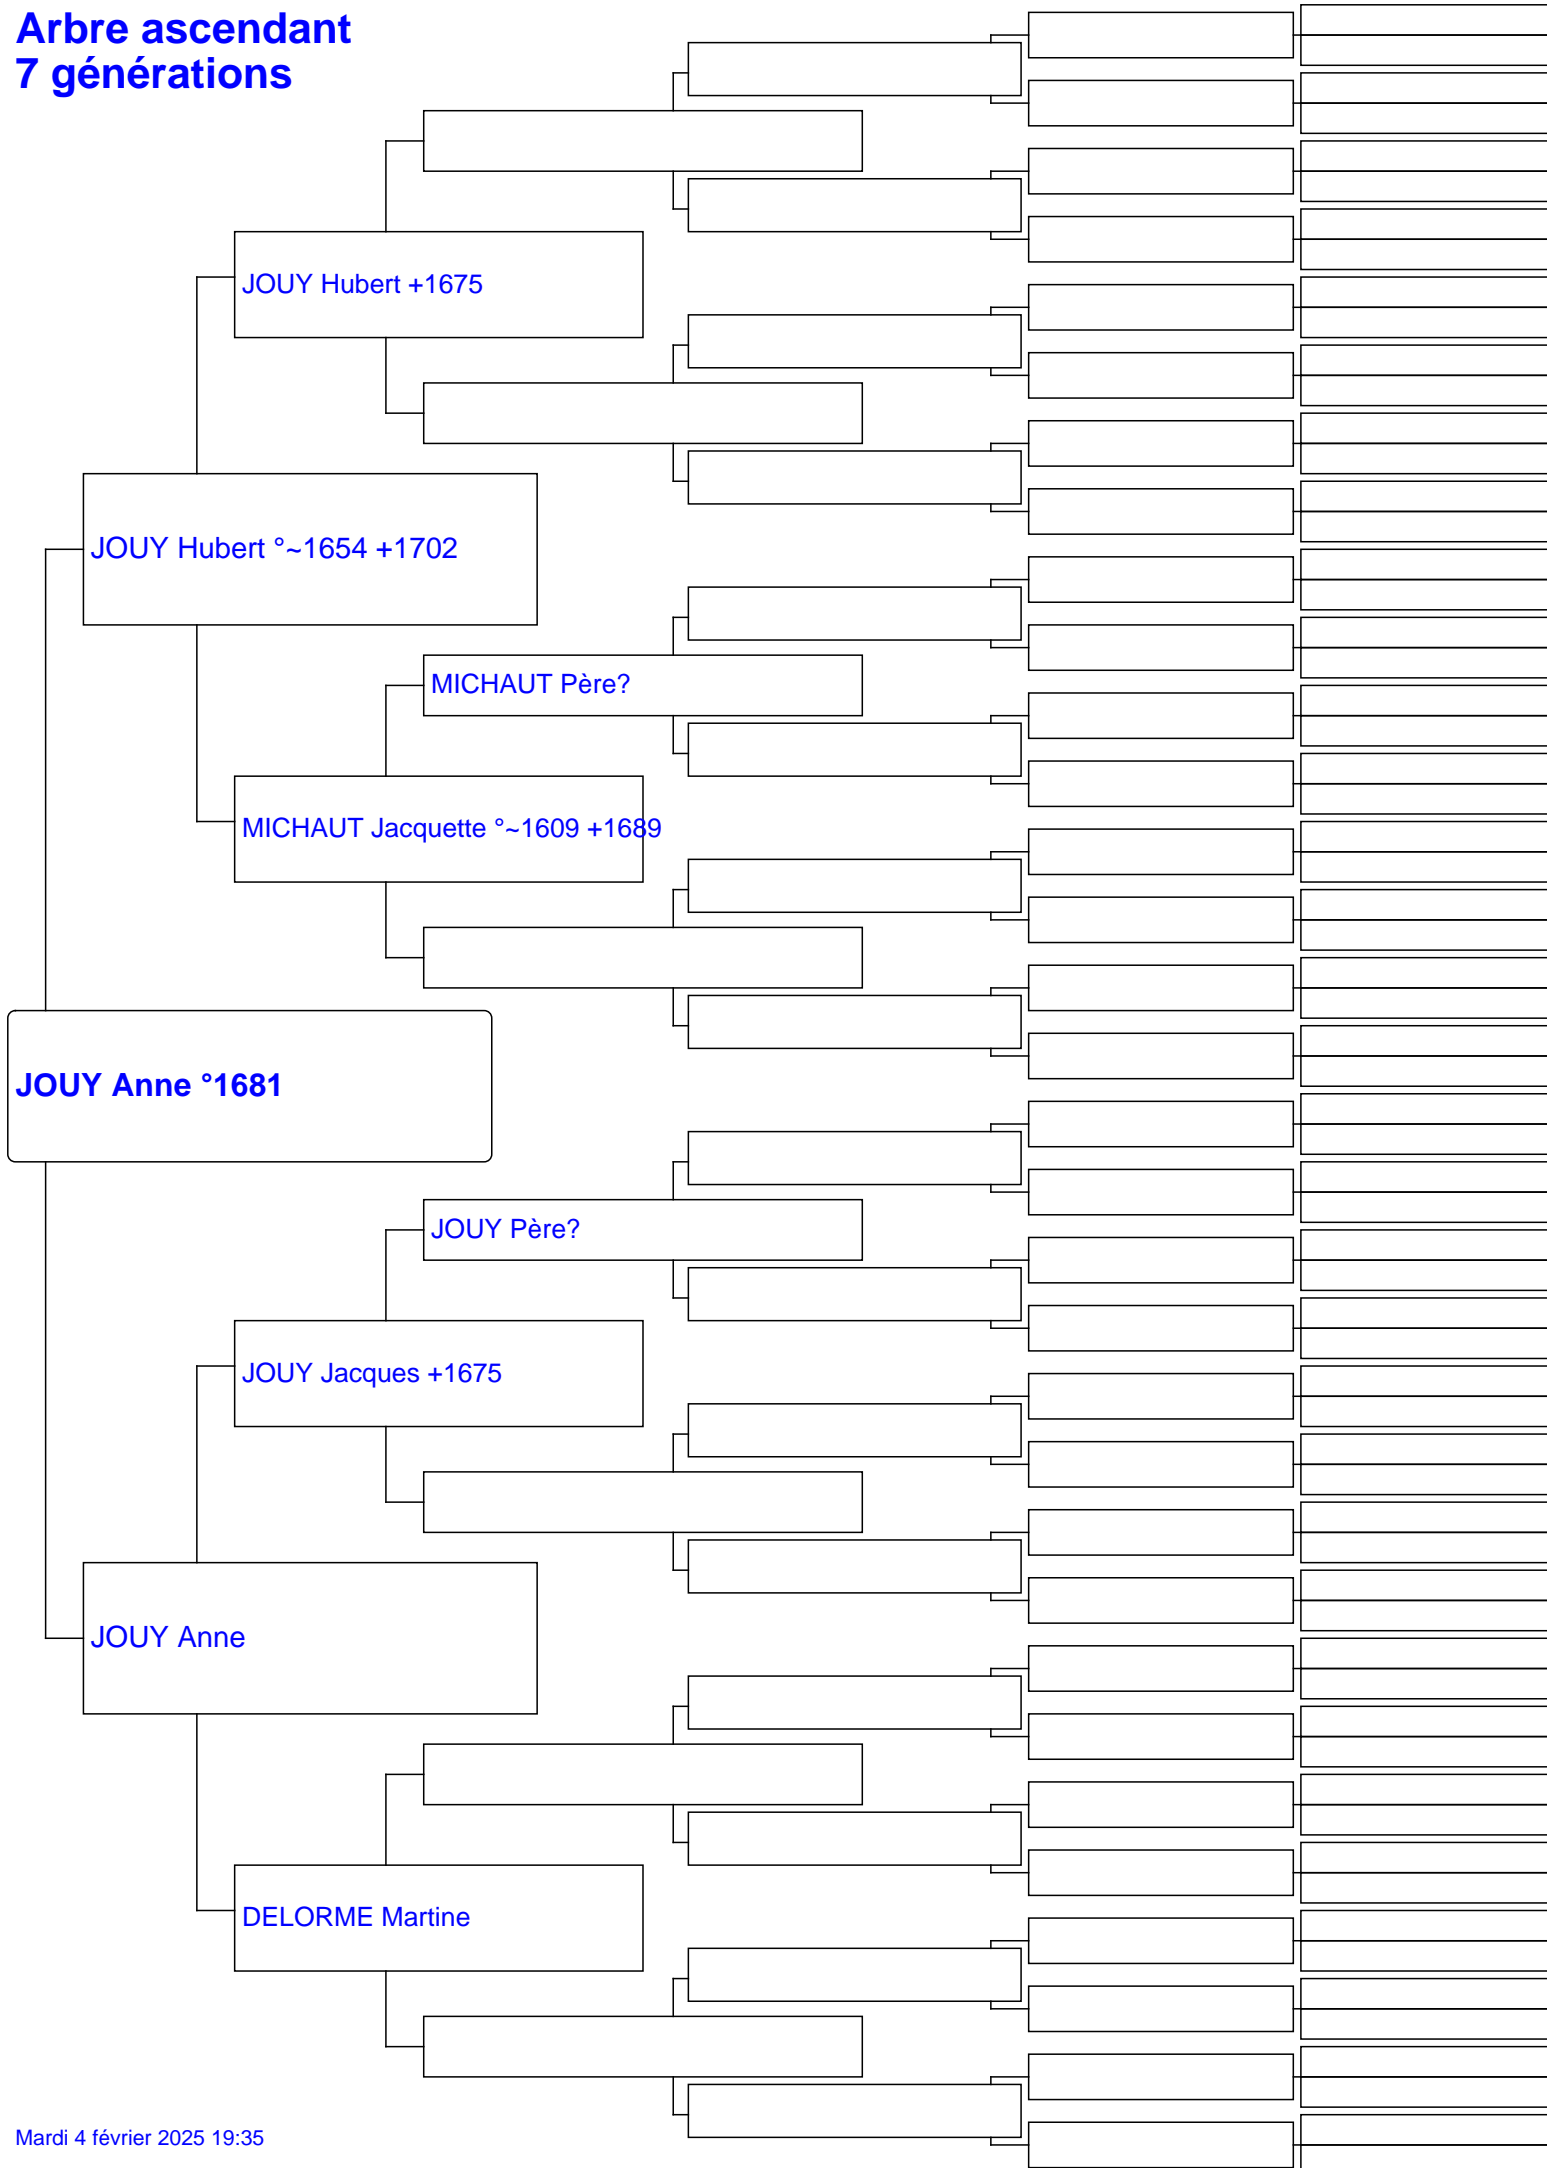 Arbre ascendant
7 générations
JOUY Hubert +1675
JOUY Hubert °~1654 +1702
MICHAUT Père?
MICHAUT Jacquette °~1609 +1689
JOUY Anne °1681
JOUY Père?
JOUY Jacques +1675
JOUY Anne
DELORME Martine
Mardi 4 février 2025 19:35